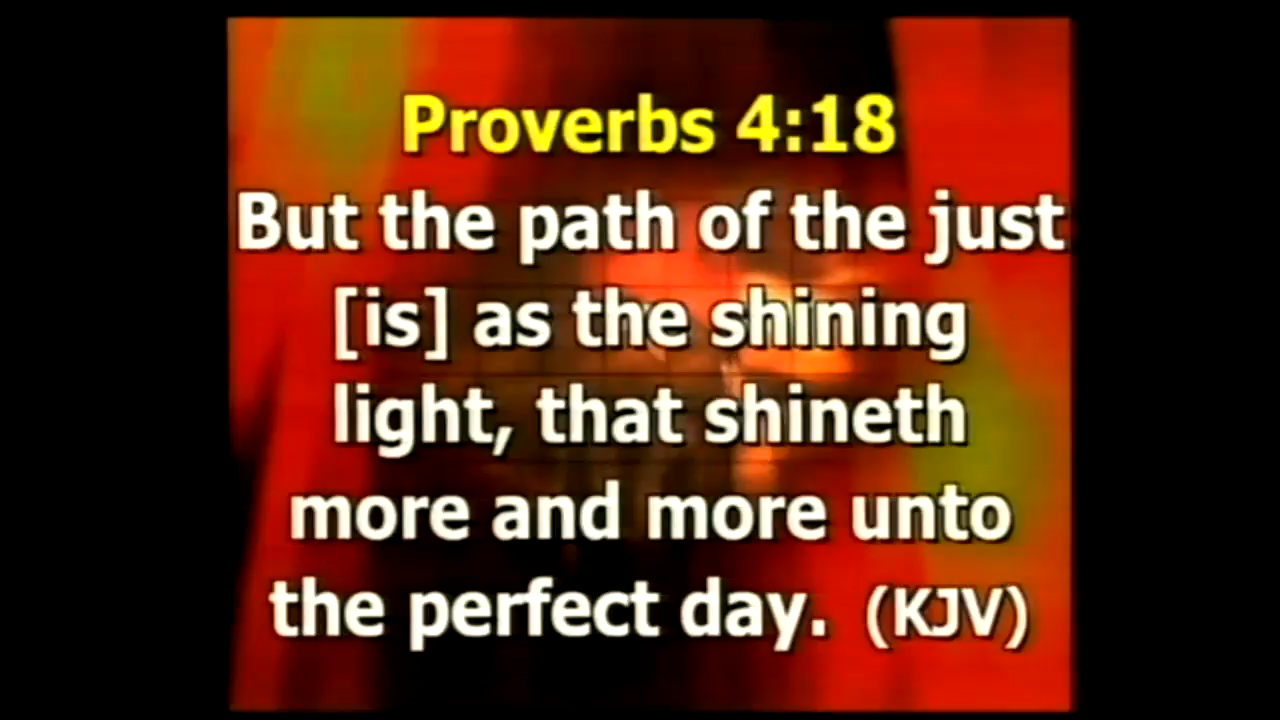 Proverbs 4:18
But the path of the just
[is] as the shining
light, that shineth
more and more unto
the perfect day. (KJV)